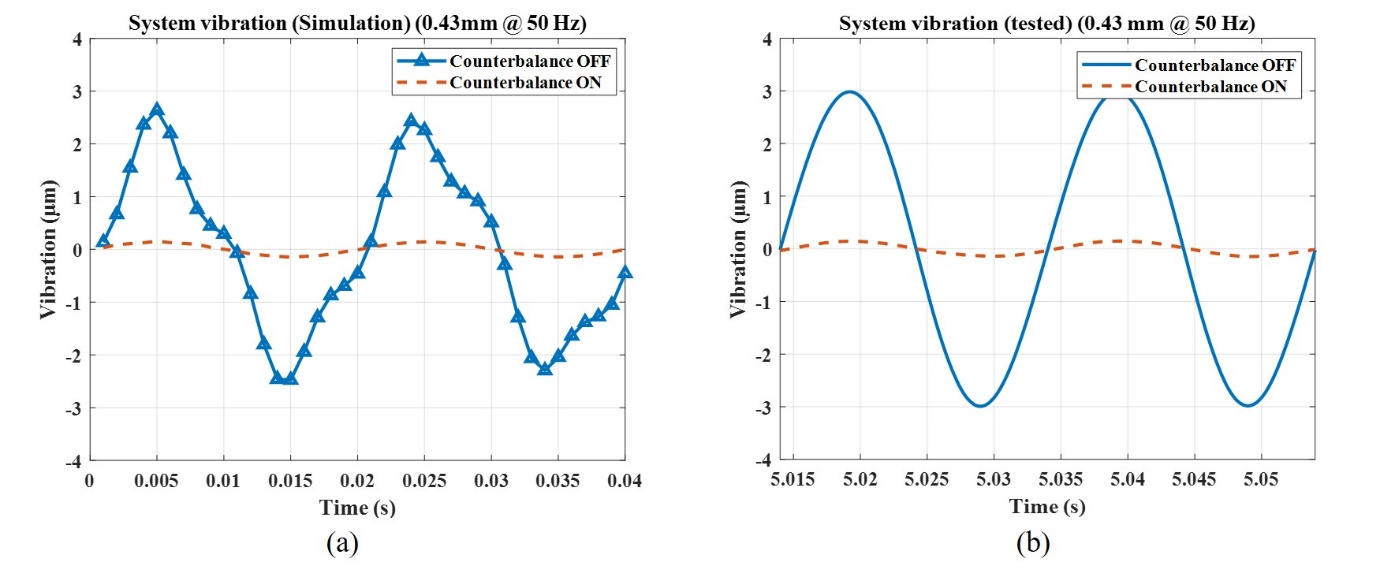 System vibration (Simulation) (0.43mm @ 50 Hz)
Counterbalance OFF
Counterbalance ON
Vibration (μm)
4
3
2
1
0
-1
-2
-3
-4
0 0.005 0.01 0.015 0.02 0.025 0.03 0.035 0.04
Time (s)
(a)
System vibration (tested) (0.43 mm @ 50 Hz)
Counterbalance OFF
Counterbalance ON
Vibration (μm)
4
3
2
1
0
-1
-2
-3
-4
5.015 5.02 5.025 5.03 5.035 5.04 5.045 5.05
Time (s)
(b)